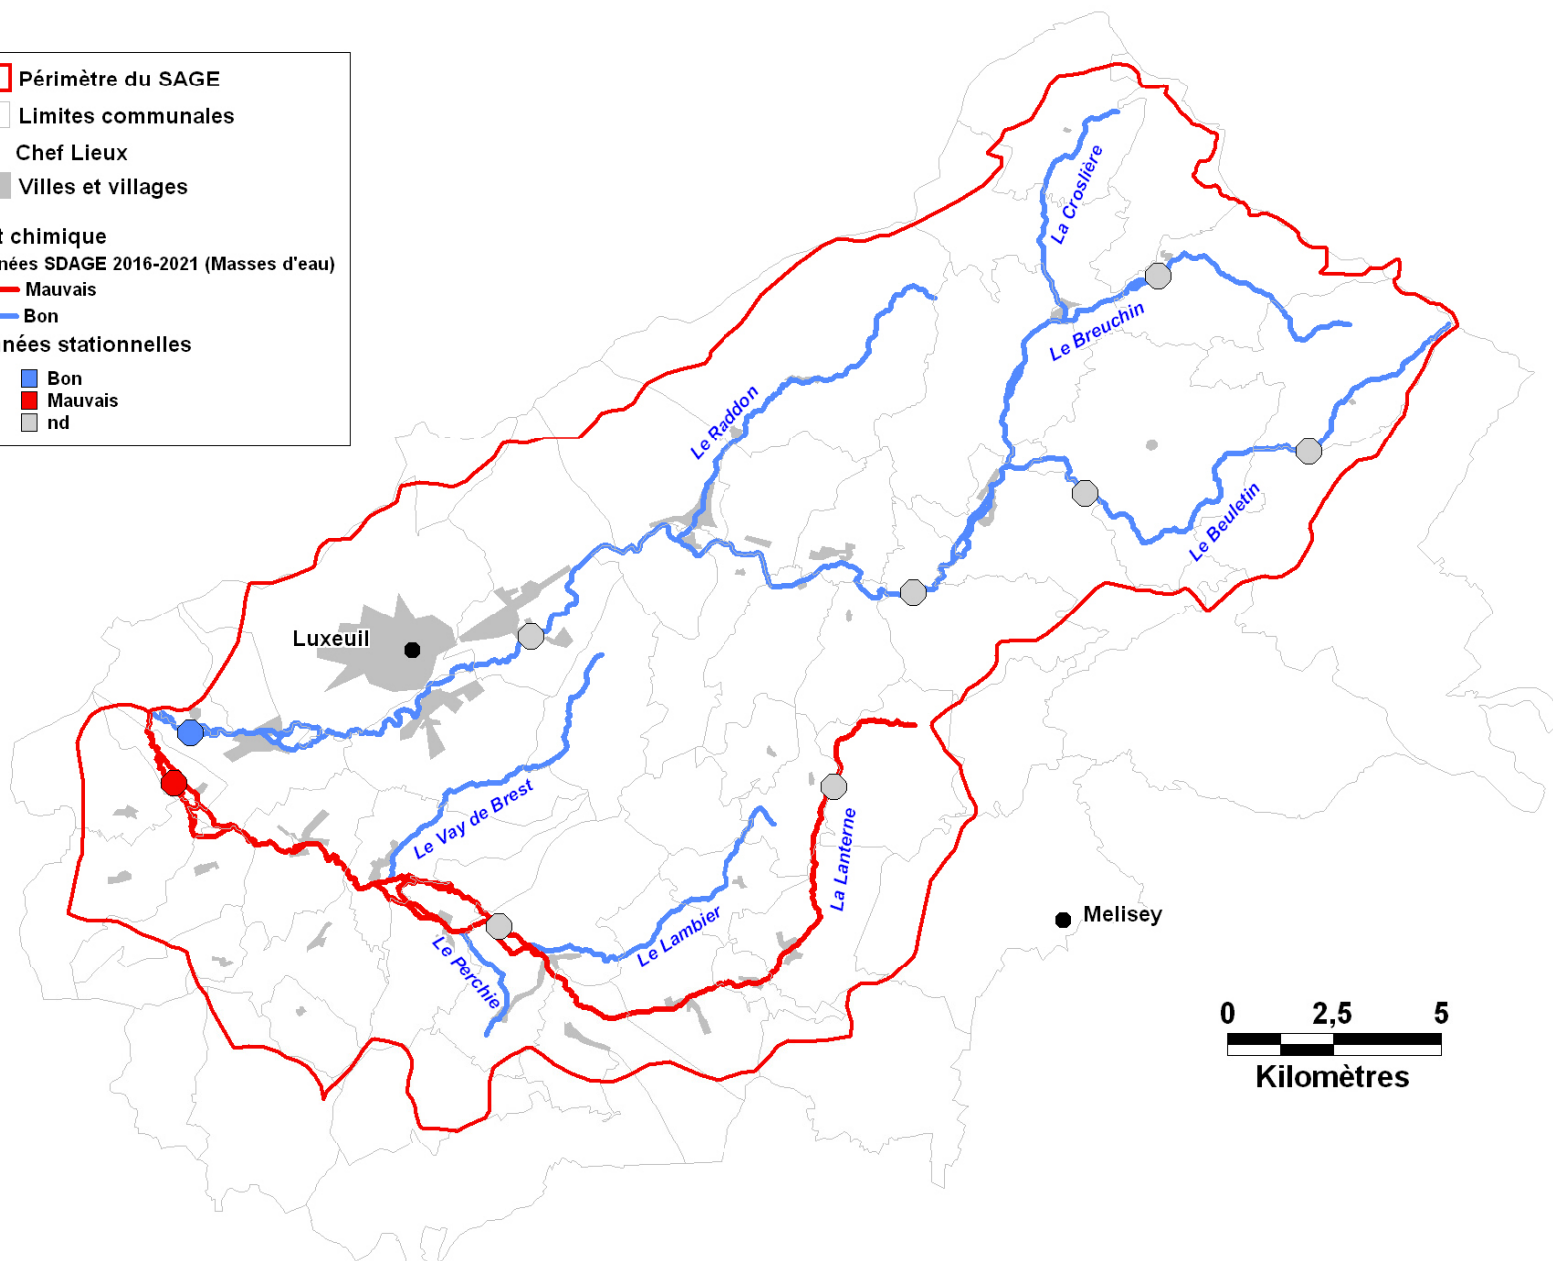 Périmètre du SAGE
Limites communales
Chef Lieux
Villes et villages
t chimique
nées SDAGE 2016-2021 (Masses d'eau)
Mauvais
Bon
nées stationnelles
Bon
Mauvais
nd
La Croslière
Le Breuchin
Le Raddon
Le Beuletin
Luxeuil
Le Vay de Brest
La Lanterne
Le Lambier
Le Perchie
Melisey
0 2,5 5
Kilomètres